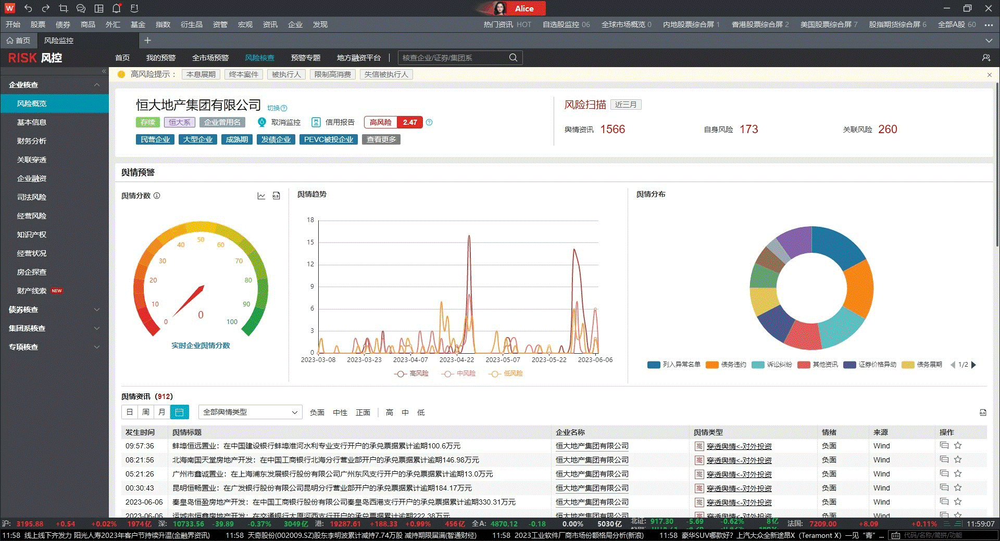 W
Alice
开始 股票 债券 商品 外汇 基金 指数 衍生品 资管 宏观 资讯 企业 发现 热门资讯 HOT 自选股监控 06 全球市场概览 0 内地股票综合屏 1 香港股票综合屏 2 美国股票综合屏 7 股指期货综合屏 6 全部A股 60
首页 风险监控
RISK 风控 首页 我的预警 全市场预警 风险核查 预警专题 地方融资平台 核查企业/证券/集团系
高风险提示： 本息展期 终本案件 被执行人 限制高消费 失信被执行人
企业核查
风险概览
基本信息
财务分析
关联穿透
企业融资
司法风险
经营风险
知识产权
经营状况
房企探查
财产线索 NEW
债券核查
集团系核查
专项核查
恒大地产集团有限公司 切换
存续 恒大系 企业曾用名 取消监控 信用报告 高风险 2.47
民营企业 大型企业 成熟期 发债企业 PEVC被投企业 查看更多
风险扫描 近三月
舆情资讯 1566 自身风险 173 关联风险 260
舆情预警
舆情分数
XLS
0 10 20 30 40 50 60 70 80 90 100
0
实时企业舆情分数
舆情趋势
18
15
12
9
6
3
0
2023-03-08 2023-03-23 2023-04-07 2023-04-22 2023-05-07 2023-05-22 2023-06-06
高风险 中风险 低风险
舆情分布
列入异常名单 债务违约 诉讼纠纷 其他资讯 证券价格异动 债务展期 1/2
舆情资讯（912）
日 周 月 全部舆情类型 负面 中性 正面 高 中 低 XLS
发生时间 舆情标题 企业名称 舆情类型 情绪 来源 操作
09:57:36 蚌埠恒远置业：在中国建设银行蚌埠淮河水利专业支行开户的承兑票据累计逾期100.6万元 恒大地产集团有限公司 高 穿透舆情<-对外投资 负面 Wind
08:21:56 北海南国天堂房地产开发：在中国工商银行北海分行营业部开户的承兑票据累计逾期146.98万元 恒大地产集团有限公司 高 穿透舆情<-对外投资 负面 Wind
05:21:26 广州市鑫诚置业：在上海浦东发展银行股份有限公司广州东风支行开户的承兑票据累计逾期13.0万元 恒大地产集团有限公司 高 穿透舆情<-对外投资 负面 Wind
00:30:43 昆明恒畅置业：在广发银行股份有限公司昆明分行营业部开户的承兑票据累计逾期184.17万元 恒大地产集团有限公司 高 穿透舆情<-对外投资 负面 Wind
2023-06-06 秦皇岛恒盈房地产开发：在中国工商银行股份有限公司秦皇岛西港支行开户的承兑票据累计逾期330.31万元 恒大地产集团有限公司 高 穿透舆情<-对外投资 负面 Wind
2023-06-06 运城市恒鑫房地产开发：在交通银行太原河西支行开户的承兑票据累计逾期222.38万元 恒大地产集团有限公司 高 穿透舆情<-对外投资 负面 Wind
沪: 3195.88 +0.54 +0.02% 1974亿 深: 10733.56 -39.89 -0.37% 3049亿 港: 19287.61 +188.33 +0.99% 456亿 全A: 4870.12 -0.18 0.00% 5030亿 北证: 917.30 -5.69 -0.62% 8亿 法国: 7209.00 +8.09 +0.11% 11:59:07
11:58 线上线下齐发力 阳光人寿2023年客户节持续升温(金融界资讯) 11:58 天奇股份(002009.SZ)股东李明波累计减持7.74万股 减持期限届满(智通财经) 11:58 2023工业软件厂商市场份额格局分析(新浪) 11:58 豪华SUV哪款好？上汽大众全新途昂X（Teramont X）一见“青”... 代码/名称/简拼/功能